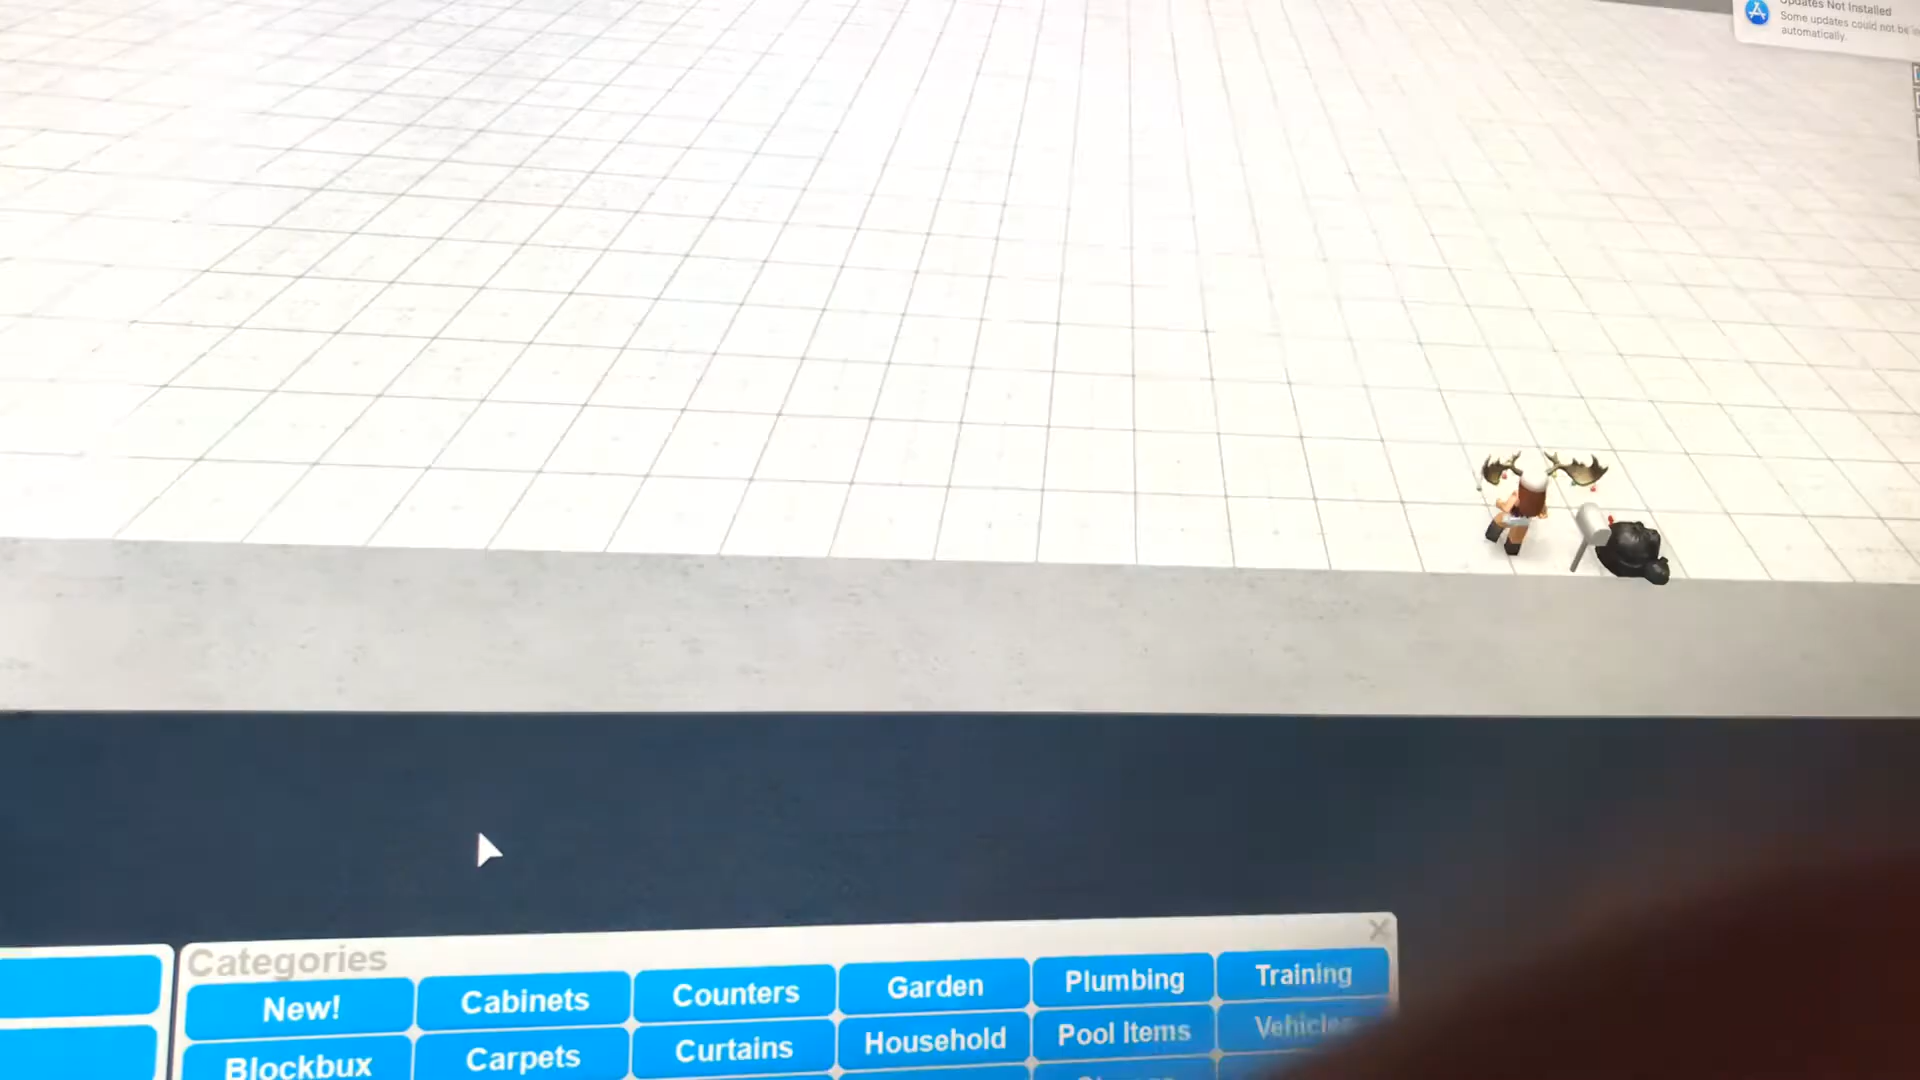 Updates Not Installed
Some updates could not be
automatically.
Categories
New!
Cabinets
Counters
Garden
Plumbing
Training
Blockbux
Carpets
Curtains
Household
Pool Items
Vehicles